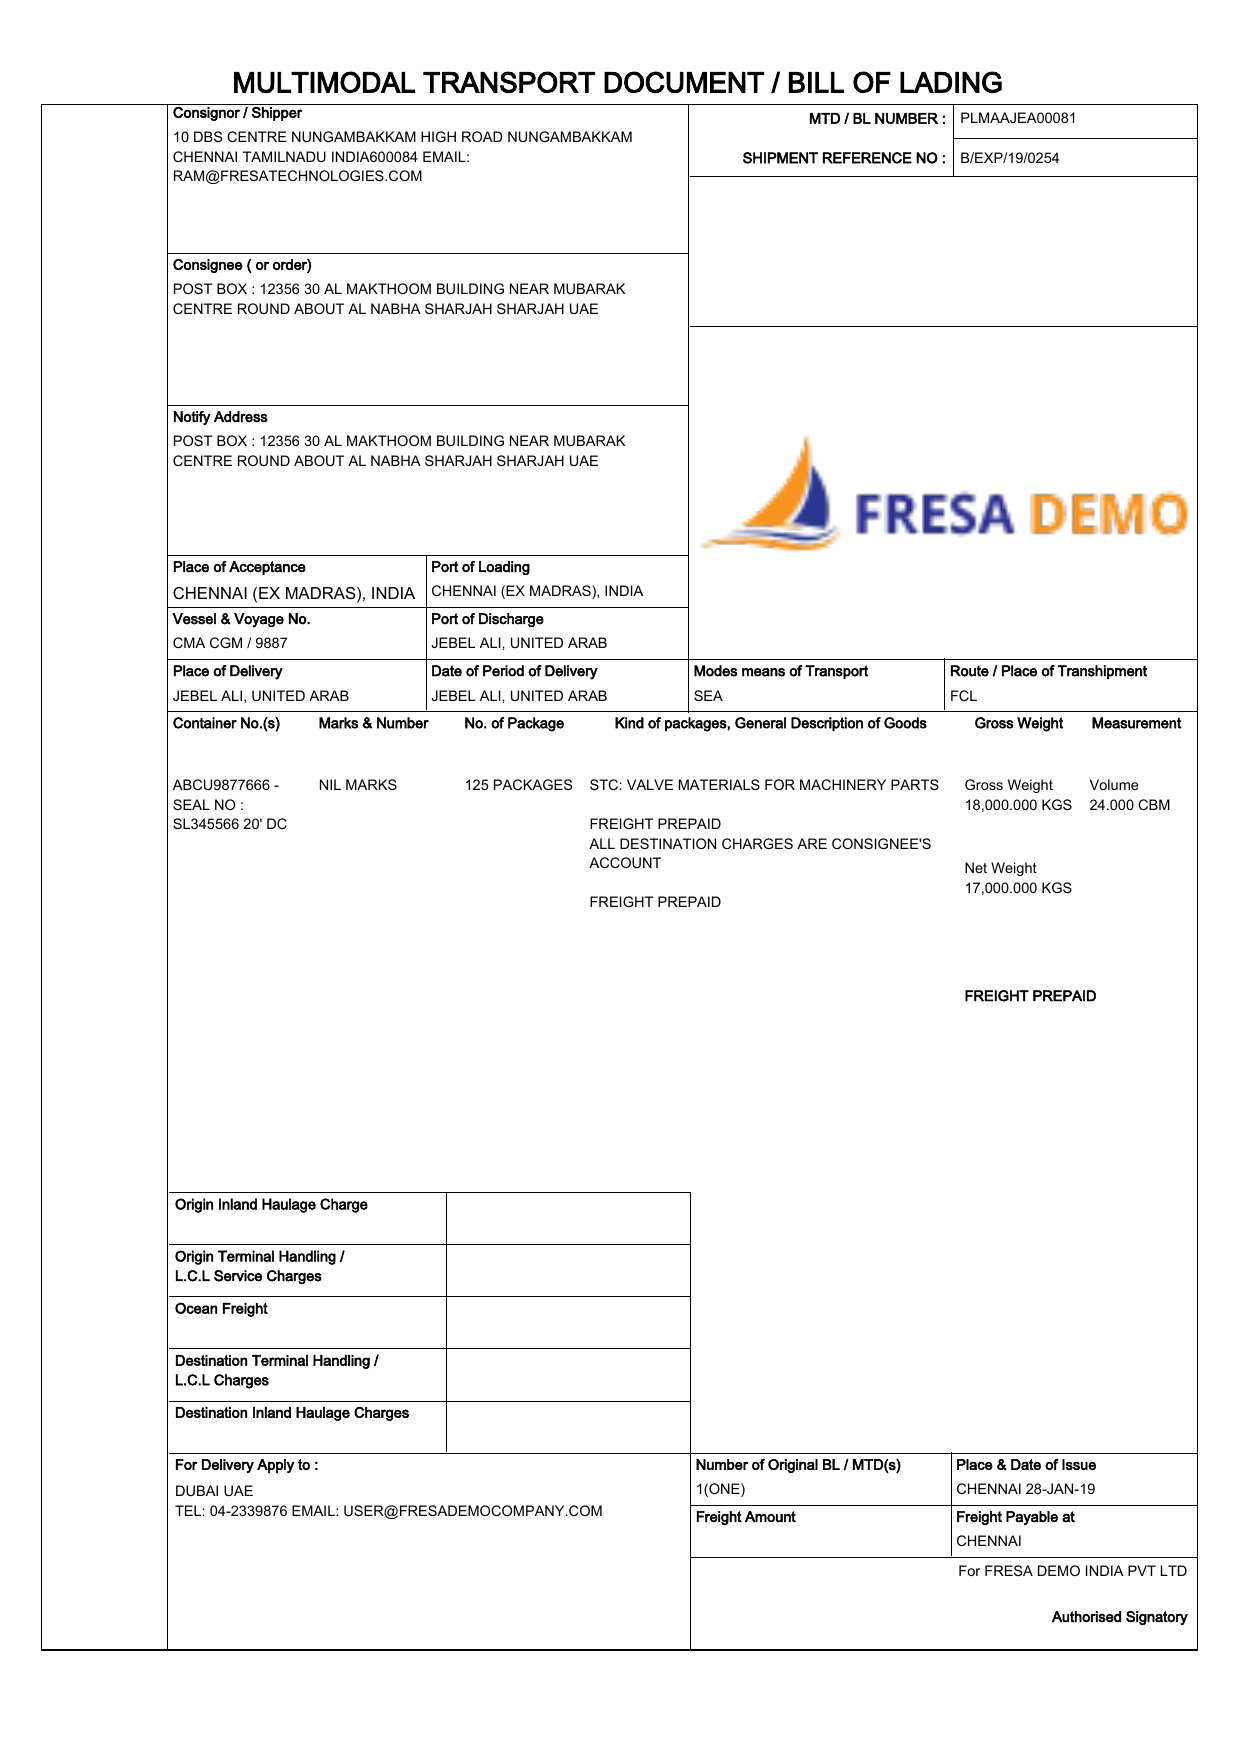 MULTIMODAL TRANSPORT DOCUMENT / BILL OF LADING
Consignor / Shipper
10 DBS CENTRE NUNGAMBAKKAM HIGH ROAD NUNGAMBAKKAM
CHENNAI TAMILNADU INDIA600084 EMAIL:
RAM@FRESATECHNOLOGIES.COM
MTD / BL NUMBER : PLMAAJEA00081
SHIPMENT REFERENCE NO : B/EXP/19/0254
Consignee ( or order)
POST BOX : 12356 30 AL MAKTHOOM BUILDING NEAR MUBARAK
CENTRE ROUND ABOUT AL NABHA SHARJAH SHARJAH UAE
Notify Address
POST BOX : 12356 30 AL MAKTHOOM BUILDING NEAR MUBARAK
CENTRE ROUND ABOUT AL NABHA SHARJAH SHARJAH UAE
FRESA DEMO
Place of Acceptance
CHENNAI (EX MADRAS), INDIA
Port of Loading
CHENNAI (EX MADRAS), INDIA
Vessel & Voyage No.
CMA CGM / 9887
Port of Discharge
JEBEL ALI, UNITED ARAB
Place of Delivery
JEBEL ALI, UNITED ARAB
Date of Period of Delivery
JEBEL ALI, UNITED ARAB
Modes means of Transport
SEA
Route / Place of Transhipment
FCL
Container No.(s) Marks & Number No. of Package Kind of packages, General Description of Goods Gross Weight Measurement
ABCU9877666 -
SEAL NO :
SL345566 20' DC
NIL MARKS
125 PACKAGES
STC: VALVE MATERIALS FOR MACHINERY PARTS
FREIGHT PREPAID
ALL DESTINATION CHARGES ARE CONSIGNEE'S
ACCOUNT
FREIGHT PREPAID
Gross Weight
18,000.000 KGS
Net Weight
17,000.000 KGS
Volume
24.000 CBM
FREIGHT PREPAID
Origin Inland Haulage Charge
Origin Terminal Handling /
L.C.L Service Charges
Ocean Freight
Destination Terminal Handling /
L.C.L Charges
Destination Inland Haulage Charges
For Delivery Apply to :
DUBAI UAE
TEL: 04-2339876 EMAIL: USER@FRESADEMOCOMPANY.COM
Number of Original BL / MTD(s)
1(ONE)
Place & Date of Issue
CHENNAI 28-JAN-19
Freight Amount
Freight Payable at
CHENNAI
For FRESA DEMO INDIA PVT LTD
Authorised Signatory